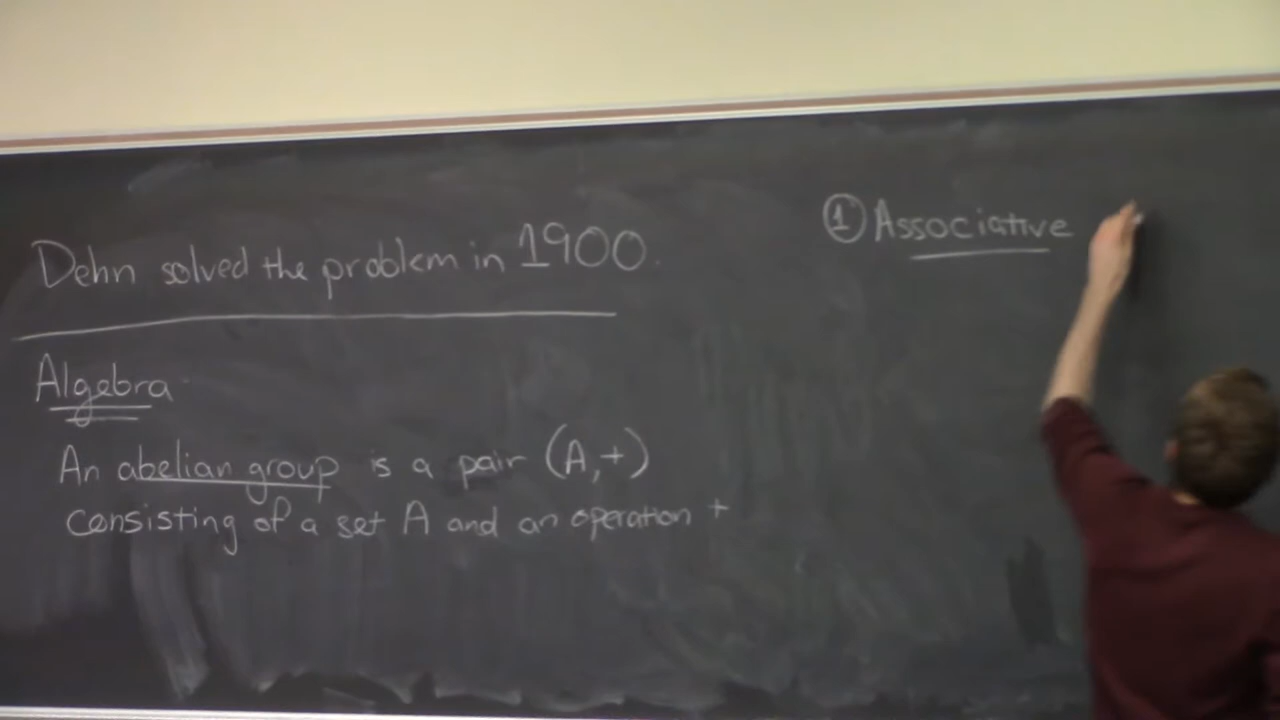 Dehn solved the problem in 1900.
Algebra
An abelian group is a pair (A,+)
consisting of a set A and an operation +
① Associative